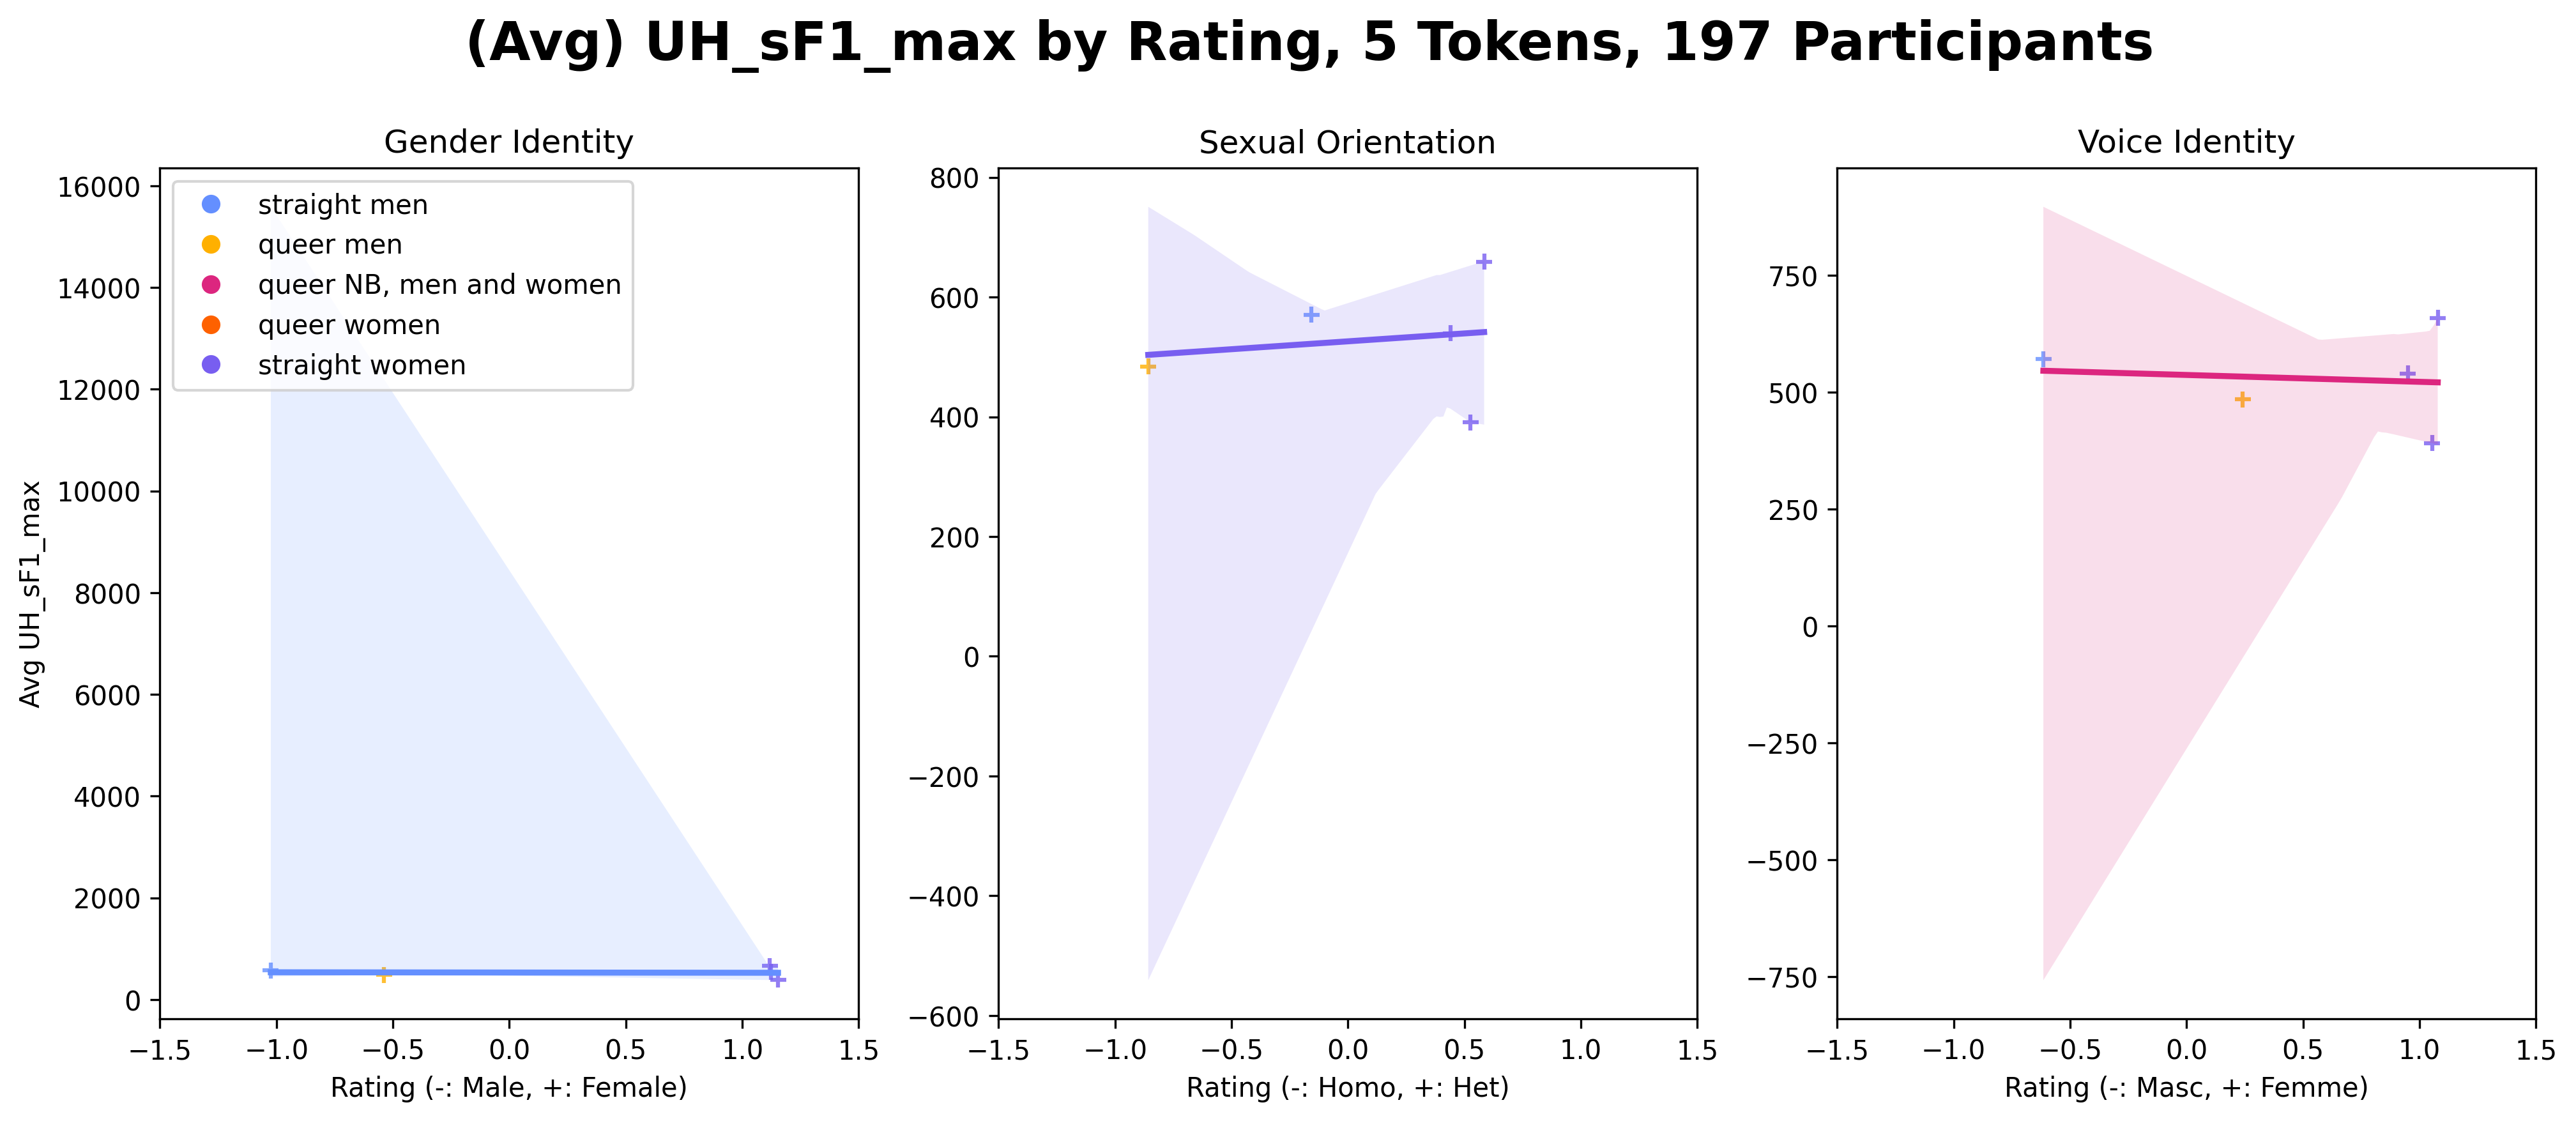 (Avg) UH_sF1_max by Rating, 5 Tokens, 197 Participants
Gender Identity
16000
14000
12000
10000
8000
6000
4000
2000
0
Avg UH_sF1_max
straight men
queer men
queer NB, men and women
queer women
straight women
−1.5 −1.0 −0.5 0.0 0.5 1.0 1.5
Rating (-: Male, +: Female)
Sexual Orientation
800
600
400
200
0
−200
−400
−600
−1.5 −1.0 −0.5 0.0 0.5 1.0 1.5
Rating (-: Homo, +: Het)
Voice Identity
750
500
250
0
−250
−500
−750
−1.5 −1.0 −0.5 0.0 0.5 1.0 1.5
Rating (-: Masc, +: Femme)